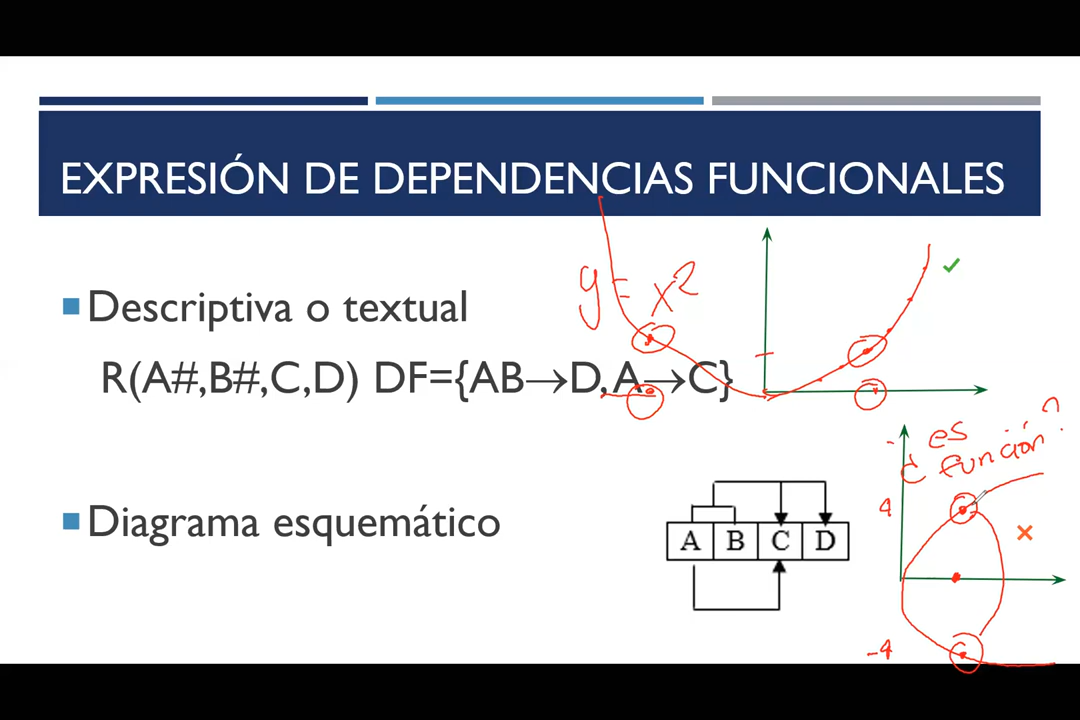 EXPRESIÓN DE DEPENDENCIAS FUNCIONALES
Descriptiva o textual
y = x2
R(A#,B#,C,D) DF={AB→D,A→C}
¿ es
función?
Diagrama esquemático
4
A B C D
-4